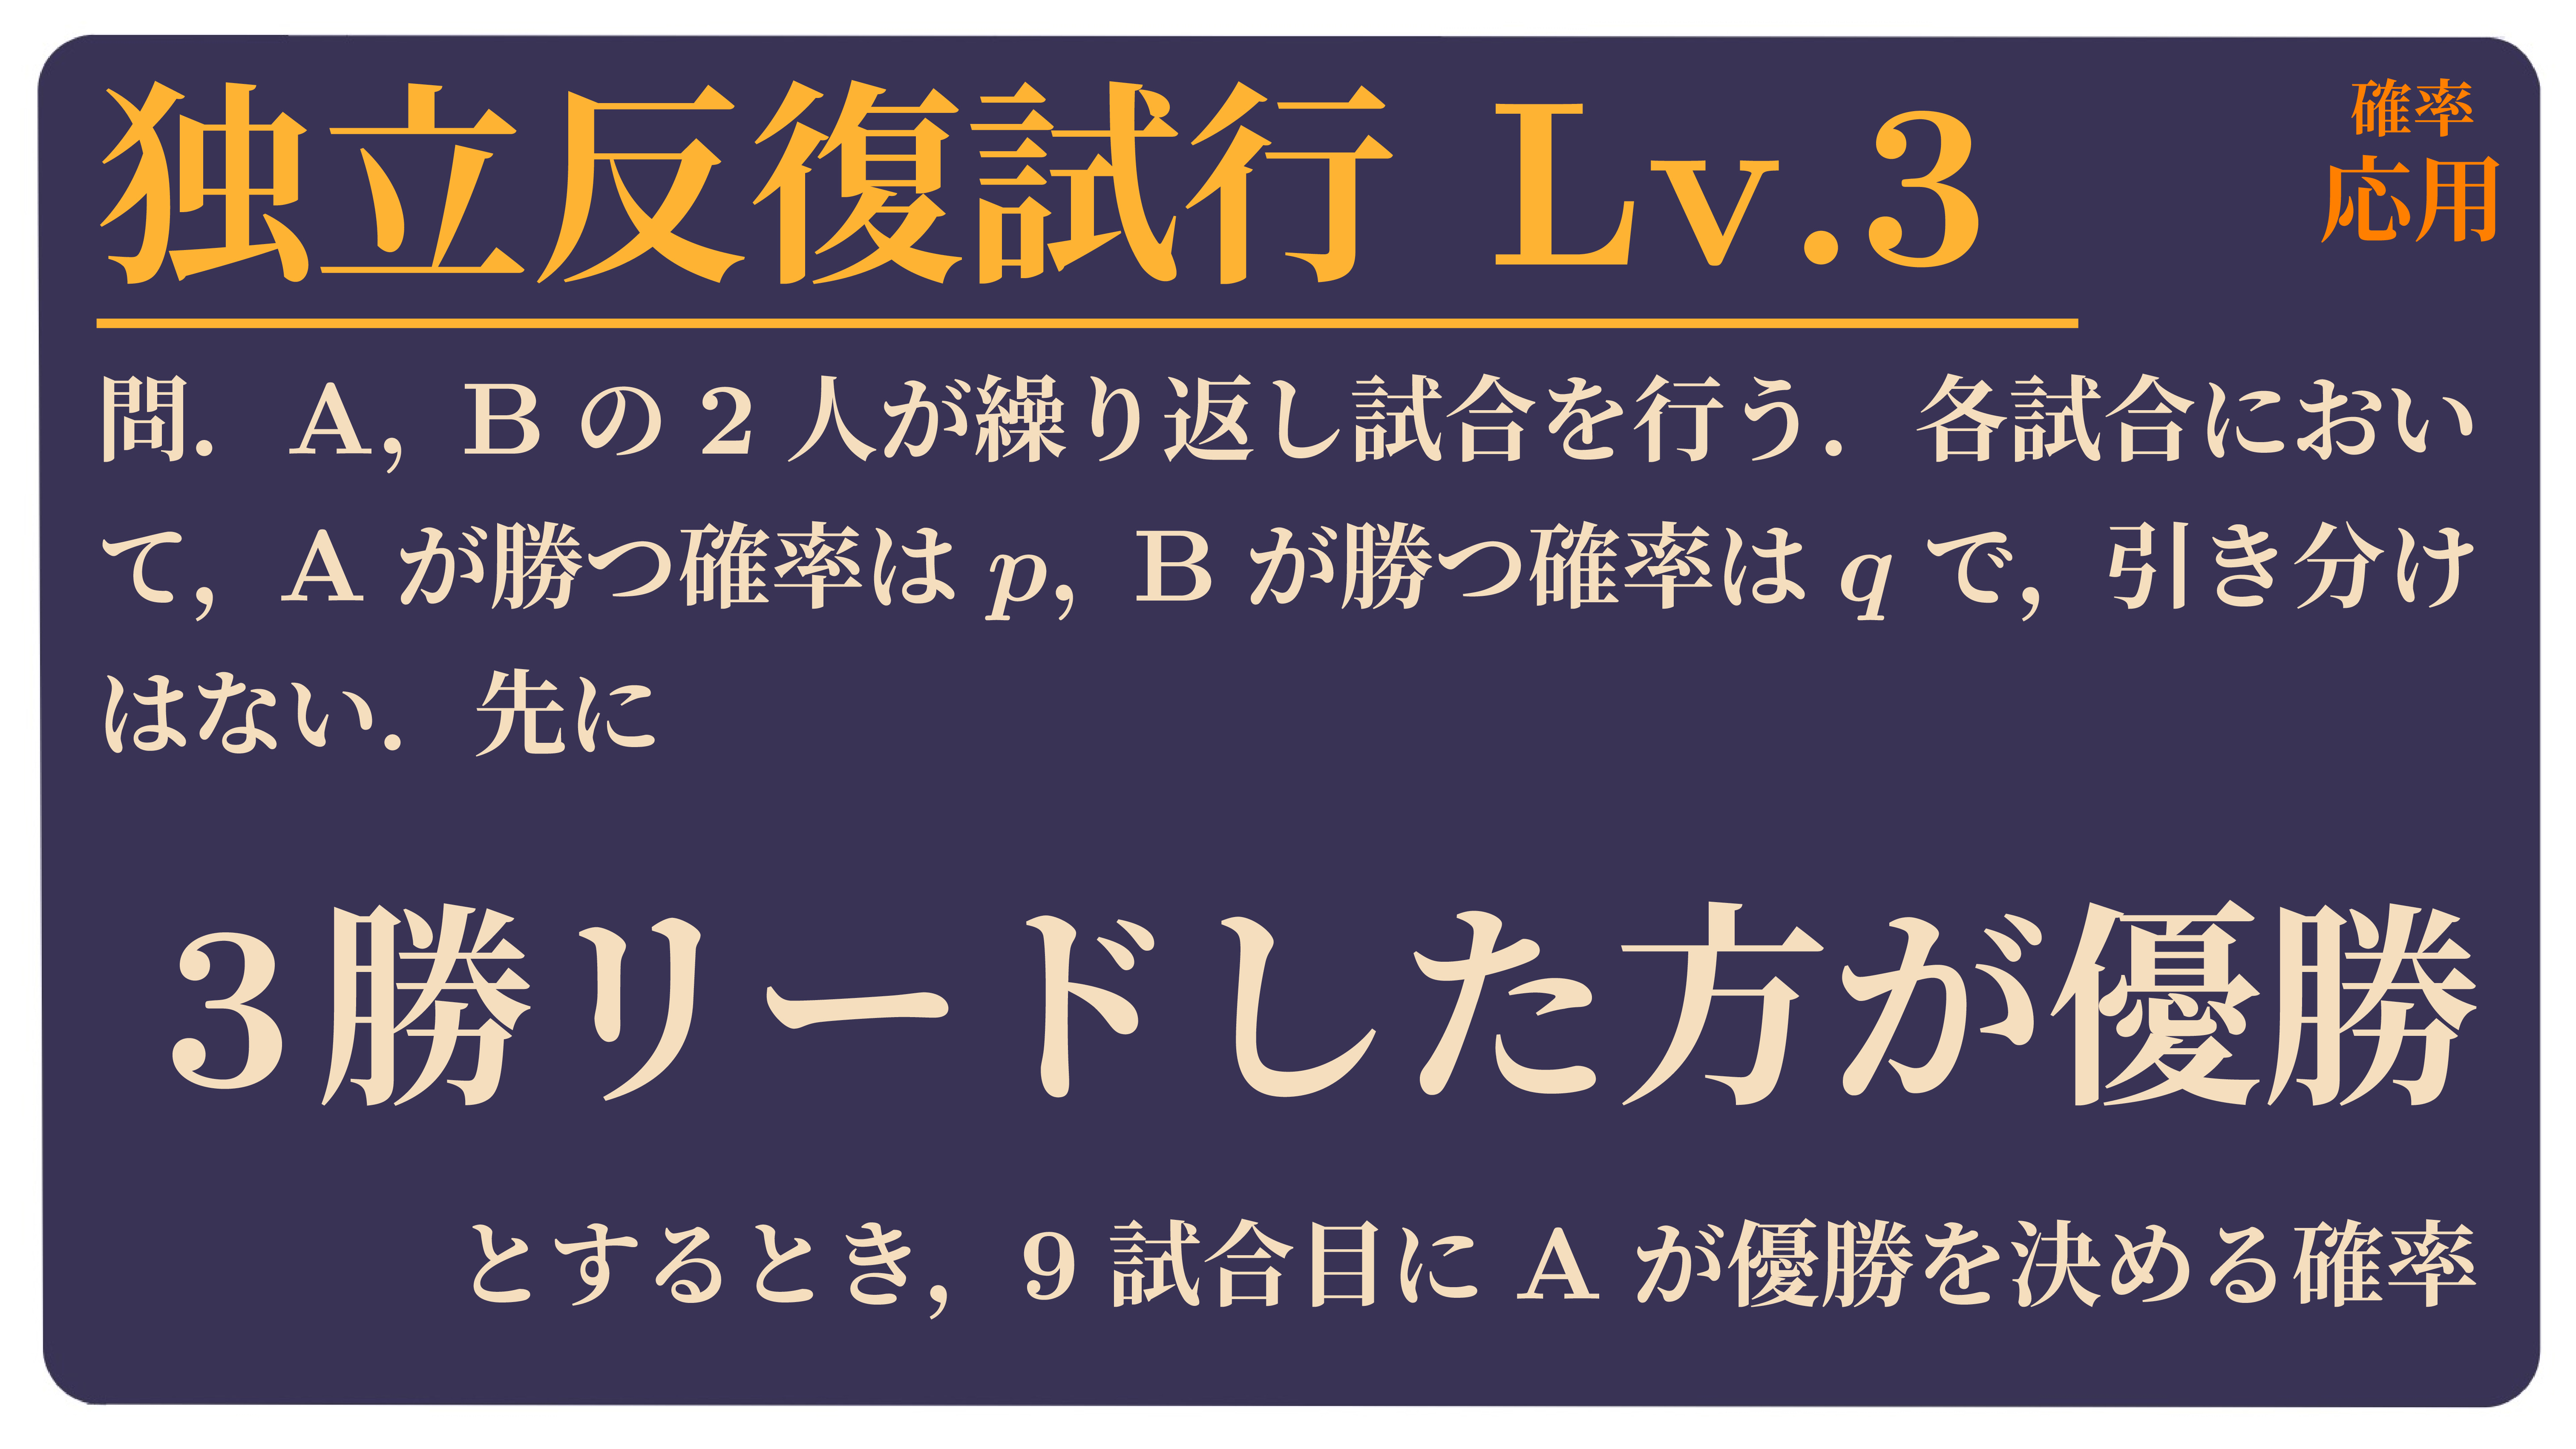 独立反復試行 Lv.3
確率
応用
問. A, B の 2 人が繰り返し試合を行う. 各試合におい
て, A が勝つ確率は p, B が勝つ確率は q で, 引き分け
はない. 先に
3勝リードした方が優勝
とするとき, 9 試合目に A が優勝を決める確率